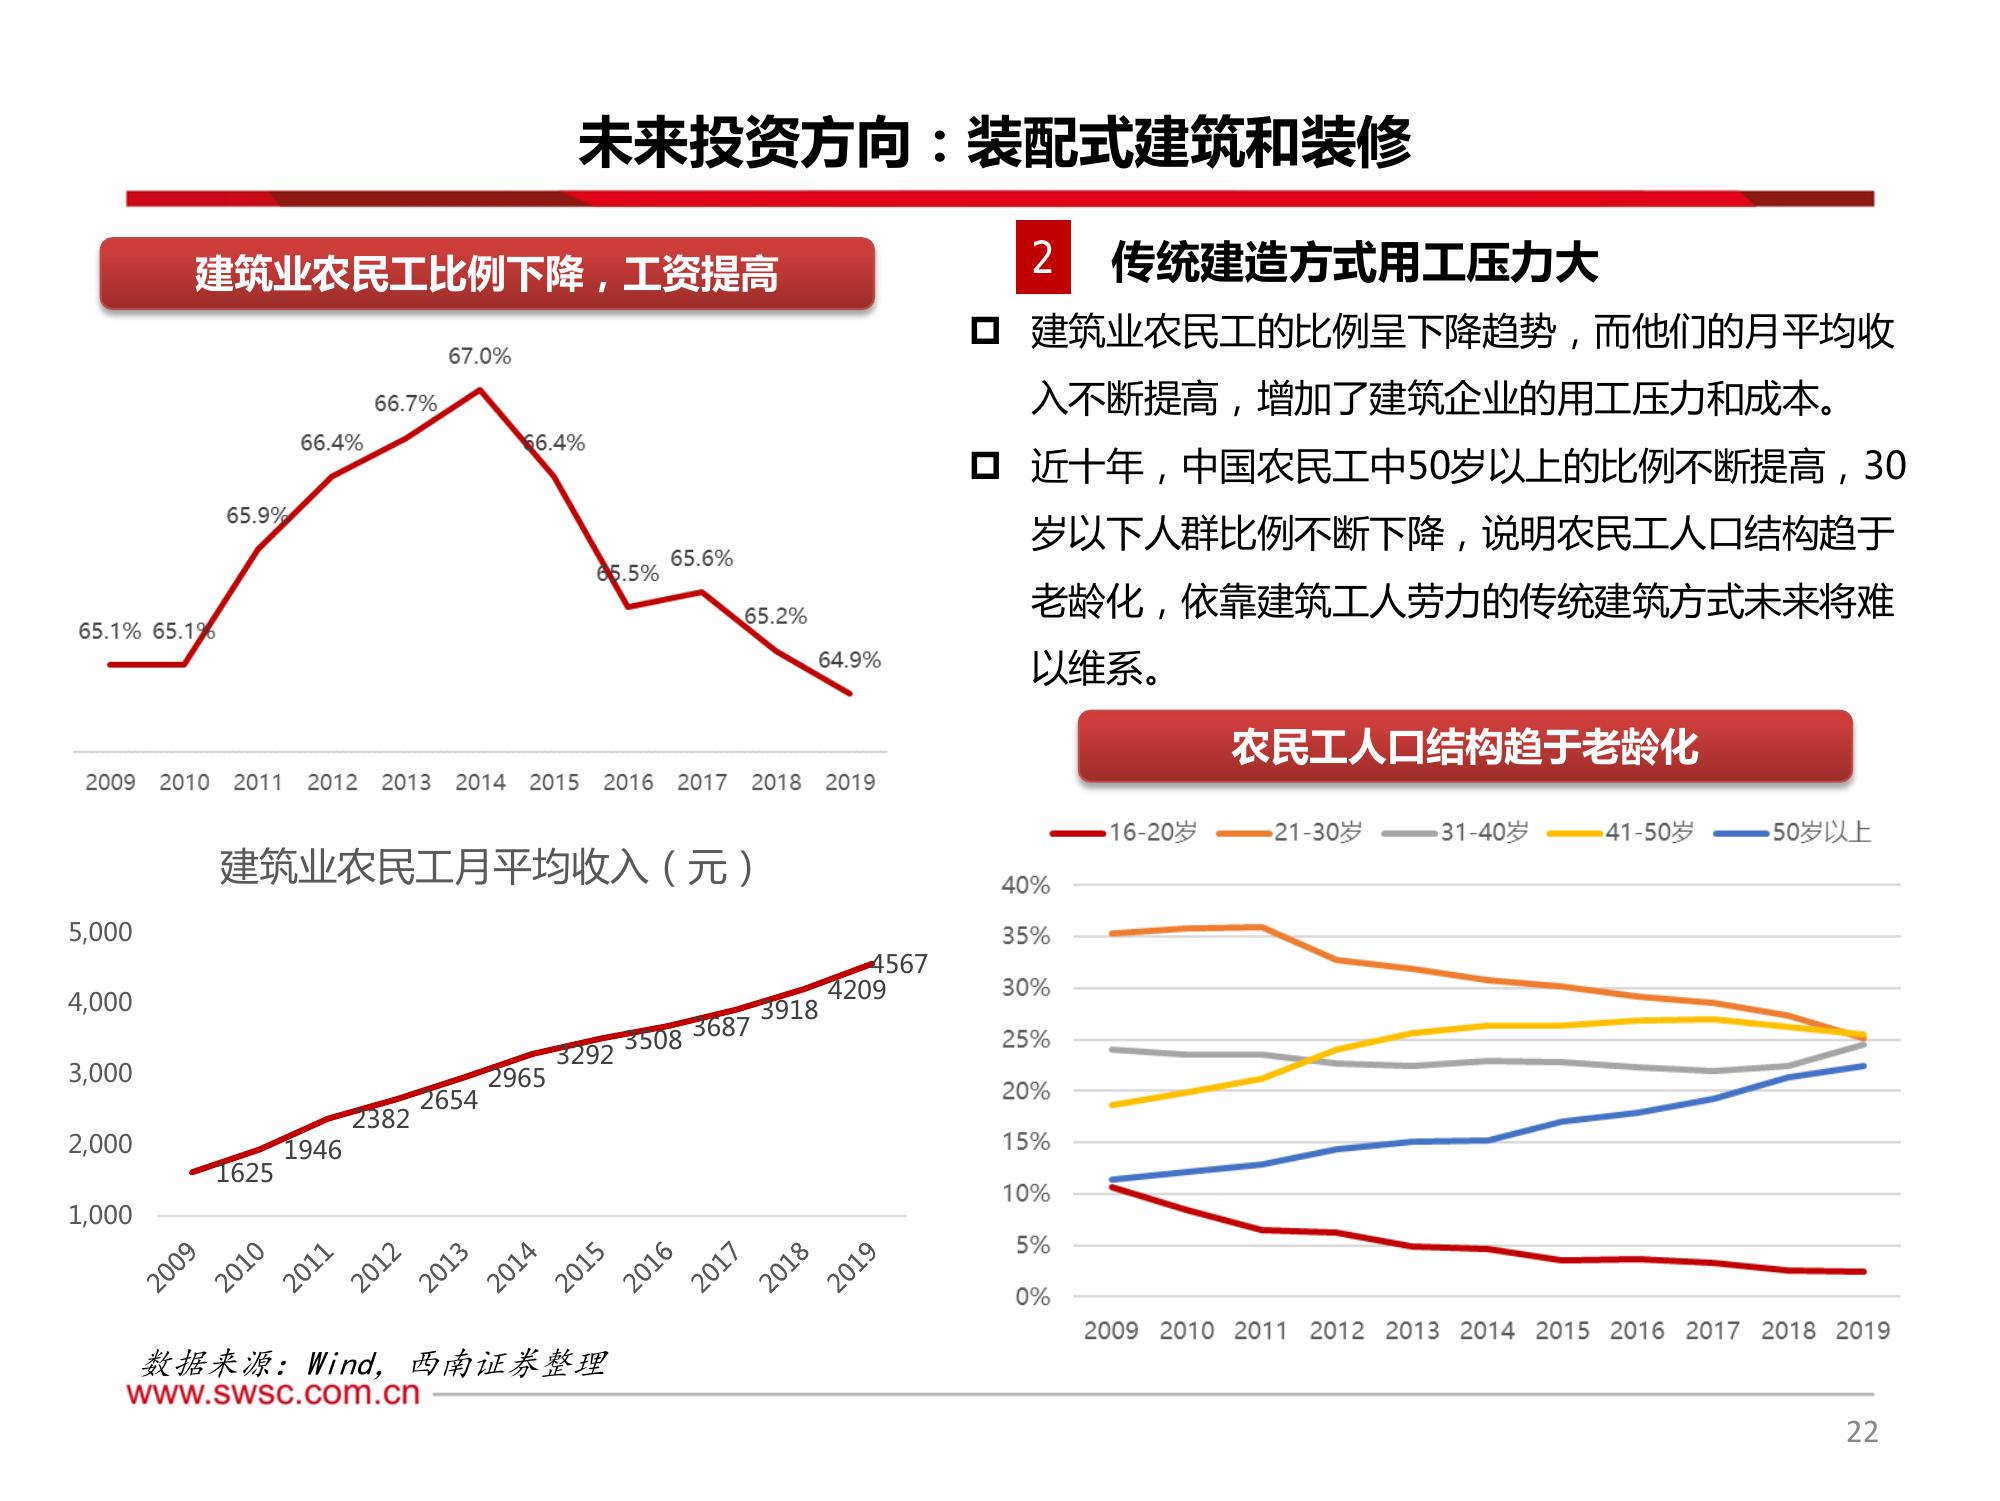 未来投资方向：装配式建筑和装修
建筑业农民工比例下降，工资提高
67.0%
66.7%
66.4%
66.4%
65.9%
65.5%
65.6%
65.1%
65.1%
65.2%
64.9%
2009 2010 2011 2012 2013 2014 2015 2016 2017 2018 2019
建筑业农民工月平均收入（元）
5,000
4,000
3,000
2,000
1,000
1625
1946
2382
2654
2965
3292
3508
3687
3918
4209
4567
2009 2010 2011 2012 2013 2014 2015 2016 2017 2018 2019
2 传统建造方式用工压力大
建筑业农民工的比例呈下降趋势，而他们的月平均收
入不断提高，增加了建筑企业的用工压力和成本。
近十年，中国农民工中50岁以上的比例不断提高，30
岁以下人群比例不断下降，说明农民工人口结构趋于
老龄化，依靠建筑工人劳力的传统建筑方式未来将难
以维系。
农民工人口结构趋于老龄化
16-20岁 21-30岁 31-40岁 41-50岁 50岁以上
40%
35%
30%
25%
20%
15%
10%
5%
0%
2009 2010 2011 2012 2013 2014 2015 2016 2017 2018 2019
数据来源：Wind，西南证券整理
www.swsc.com.cn
22